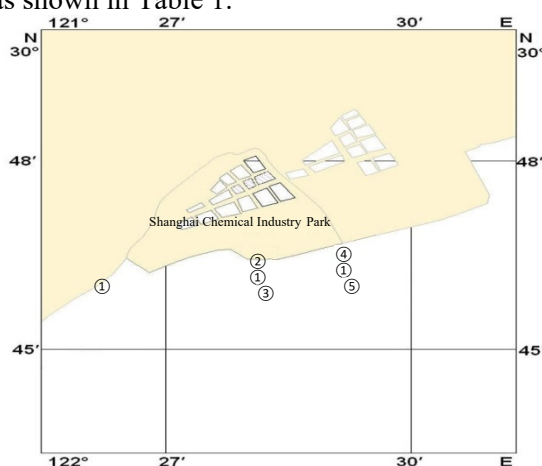 as shown in Table 1.
121° 27′ 30′ E
N N
30° 30°
48′ 48′
Shanghai Chemical Industry Park
② ④
① ① ①
③ ⑤
45′ 45′
122° 27′ 30′ E